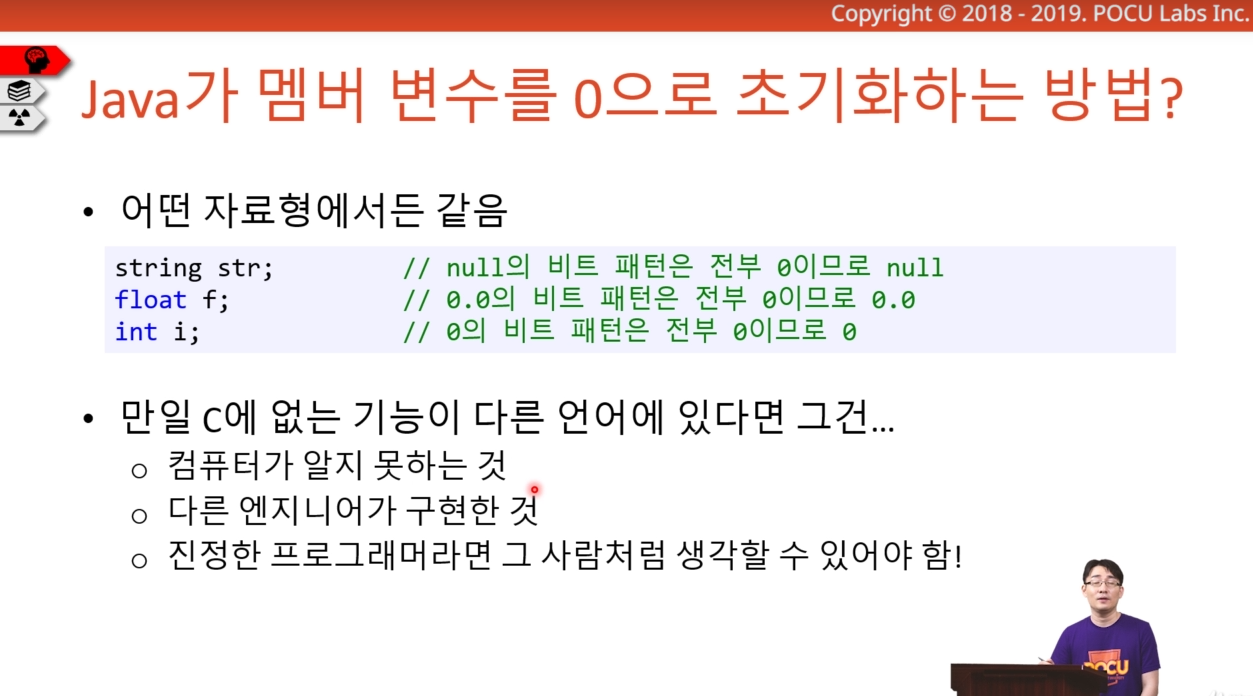 Copyright © 2018 - 2019. POCU Labs Inc.
Java가 멤버 변수를 0으로 초기화하는 방법?
• 어떤 자료형에서든 같음
string str; // null의 비트 패턴은 전부 0이므로 null
float f; // 0.0의 비트 패턴은 전부 0이므로 0.0
int i; // 0의 비트 패턴은 전부 0이므로 0
• 만일 C에 없는 기능이 다른 언어에 있다면 그건...
o 컴퓨터가 알지 못하는 것
o 다른 엔지니어가 구현한 것
o 진정한 프로그래머라면 그 사람처럼 생각할 수 있어야 함!
POCU